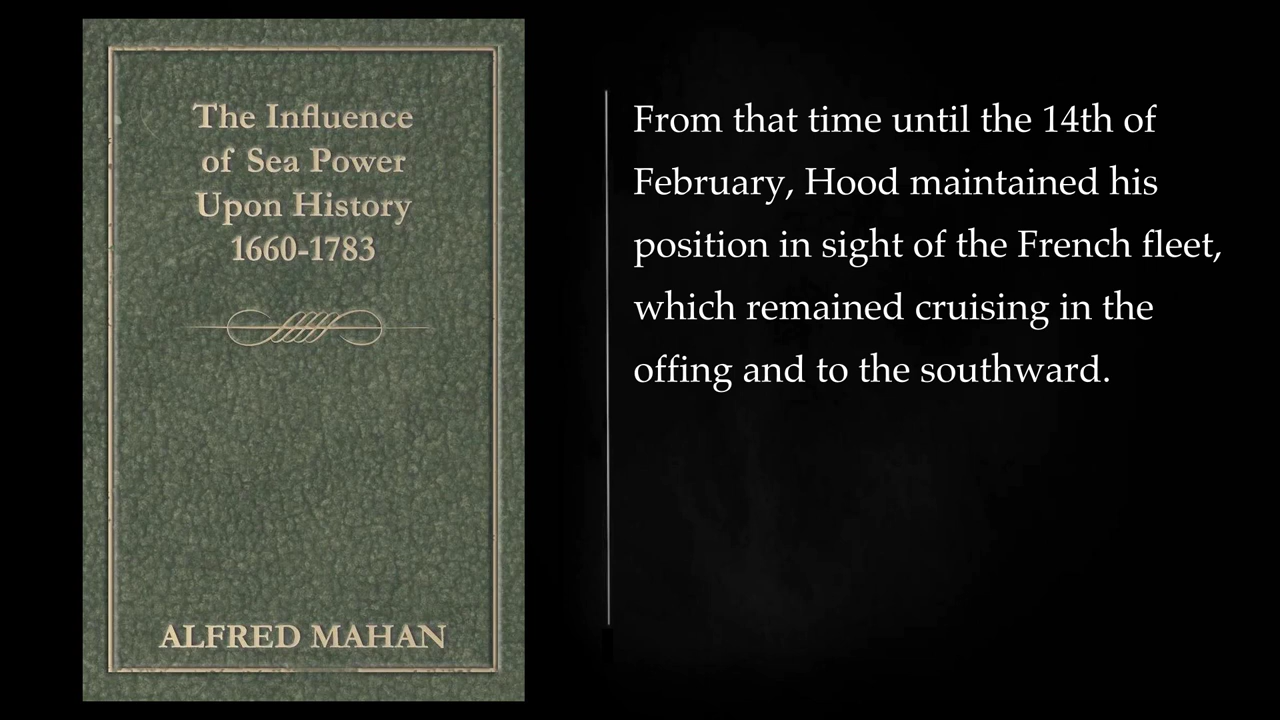 The Influence
of Sea Power
Upon History
1660-1783
ALFRED MAHAN
From that time until the 14th of
February, Hood maintained his
position in sight of the French fleet,
which remained cruising in the
offing and to the southward.